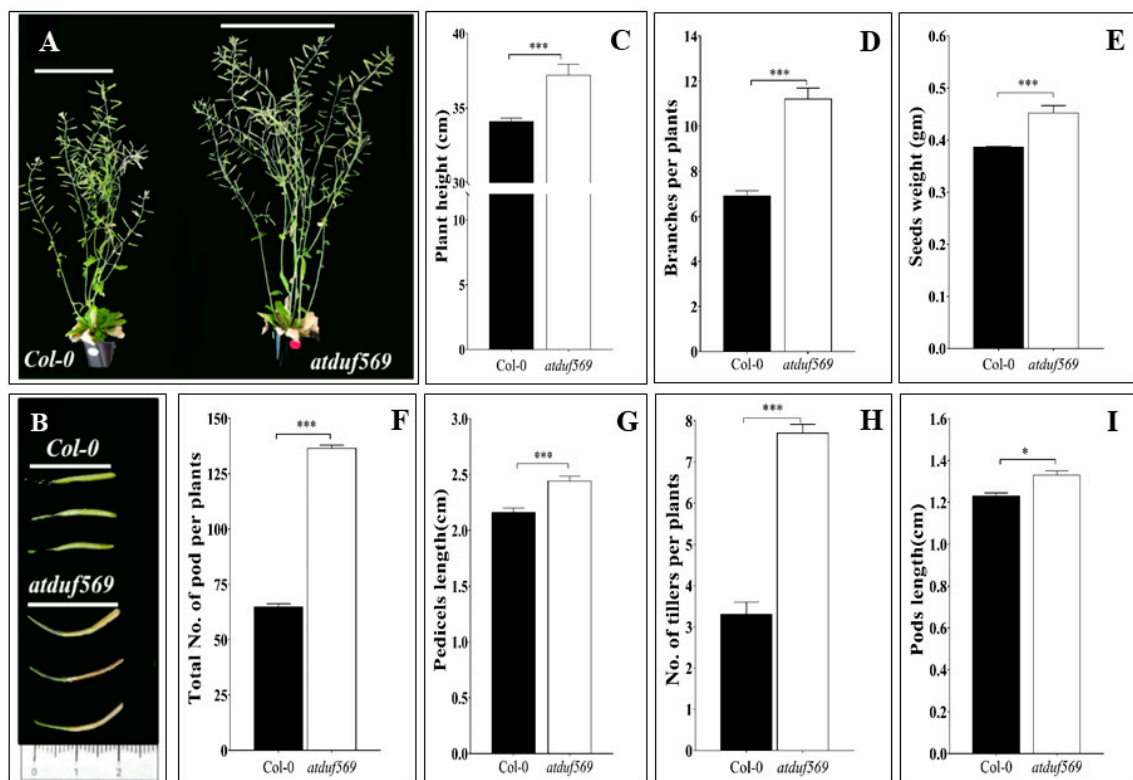 A
Col-0
atduf569
C
Plant height (cm)
40
35
30
10
5
0
***
Col-0
atduf569
D
Branches per plants
14
12
10
8
6
4
2
0
***
Col-0
atduf569
E
Seeds weight (gm)
0.6
0.5
0.4
0.3
0.2
0.1
0.0
***
Col-0
atduf569
B
Col-0
atduf569
0
1
2
F
Total No. of pod per plants
150
125
100
75
50
25
0
***
Col-0
atduf569
G
Pedicels length(cm)
3.0
2.5
2.0
1.5
1.0
0.5
0.0
***
Col-0
atduf569
H
No. of tillers per plants
8
7
6
5
4
3
2
1
0
***
Col-0
atduf569
I
Pods length(cm)
1.6
1.4
1.2
1.0
0.8
0.6
0.4
0.2
0.0
*
Col-0
atduf569